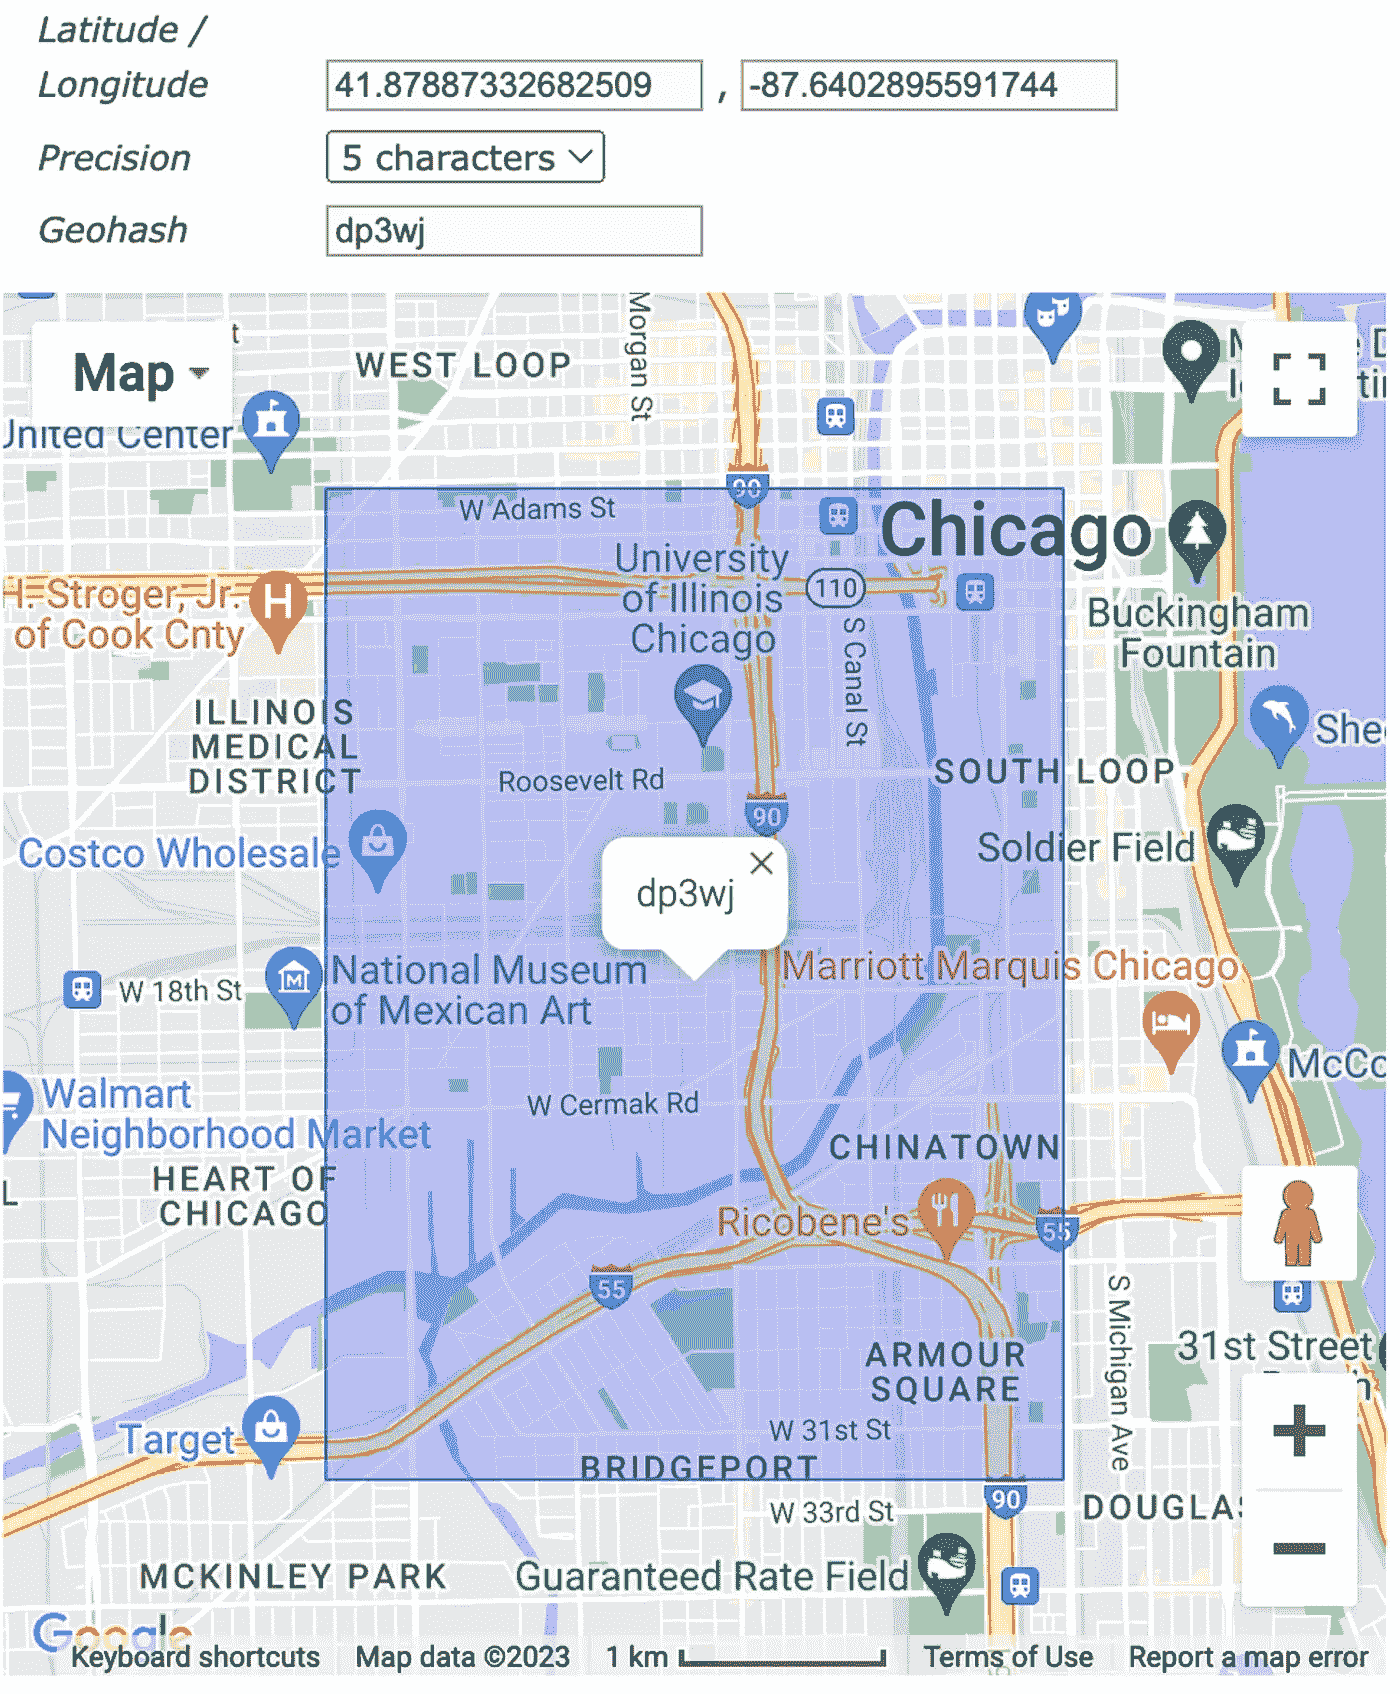 Latitude /
Longitude 41.87887332682509 , -87.6402895591744
Precision 5 characters
Geohash dp3wj
Map
t
WEST LOOP
Morgan St
United Center
90
W Adams St
Chicago
University
of Illinois
Chicago
110
H. Stroger, Jr.
of Cook Cnty
H
S Canal St
Buckingham
Fountain
ILLINOIS
MEDICAL
DISTRICT
She
Roosevelt Rd
SOUTH LOOP
90
Costco Wholesale
Soldier Field
dp3wj
National Museum
of Mexican Art
M
W 18th St
Marriott Marquis Chicago
McCo
Walmart
Neighborhood Market
W Cermak Rd
CHINATOWN
HEART OF
CHICAGO
L
Ricobene's
55
55
S Michigan Ave
31st Street
ARMOUR
SQUARE
Target
W 31st St
BRIDGEPORT
90
W 33rd St
DOUGLAS
MCKINLEY PARK
Guaranteed Rate Field
Google
Keyboard shortcuts Map data ©2023 1 km Terms of Use Report a map error